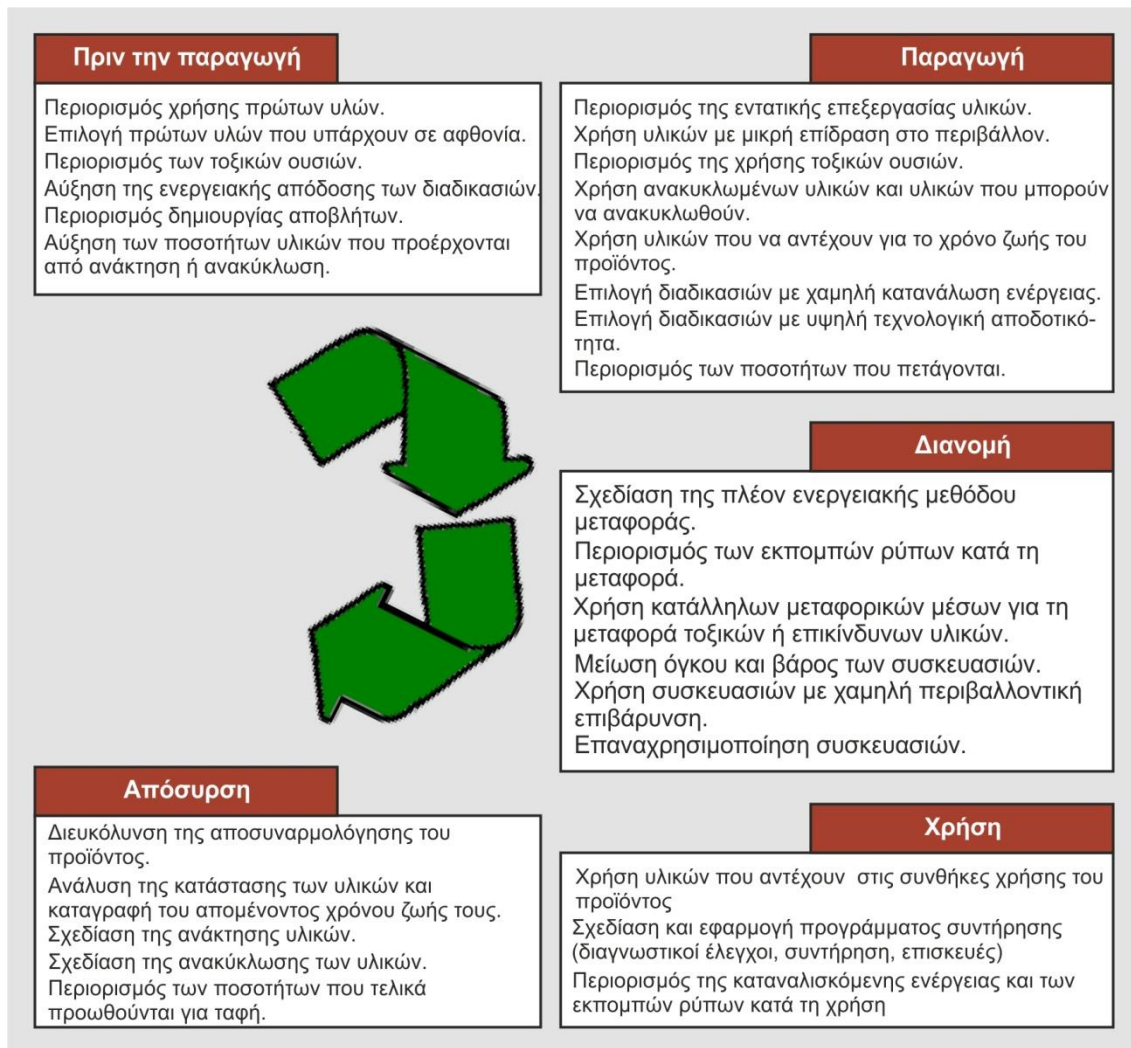 Πριν την παραγωγή
Περιορισμός χρήσης πρώτων υλών.
Επιλογή πρώτων υλών που υπάρχουν σε αφθονία.
Περιορισμός των τοξικών ουσιών.
Αύξηση της ενεργειακής απόδοσης των διαδικασιών.
Περιορισμός δημιουργίας αποβλήτων.
Αύξηση των ποσοτήτων υλικών που προέρχονται
από ανάκτηση ή ανακύκλωση.
Παραγωγή
Περιορισμός της εντατικής επεξεργασίας υλικών.
Χρήση υλικών με μικρή επίδραση στο περιβάλλον.
Περιορισμός της χρήσης τοξικών ουσιών.
Χρήση ανακυκλωμένων υλικών και υλικών που μπορούν
να ανακυκλωθούν.
Χρήση υλικών που να αντέχουν για το χρόνο ζωής του
προϊόντος.
Επιλογή διαδικασιών με χαμηλή κατανάλωση ενέργειας.
Επιλογή διαδικασιών με υψηλή τεχνολογική αποδοτικό-
τητα.
Περιορισμός των ποσοτήτων που πετάγονται.
Διανομή
Σχεδίαση της πλέον ενεργειακής μεθόδου
μεταφοράς.
Περιορισμός των εκπομπών ρύπων κατά τη
μεταφορά.
Χρήση κατάλληλων μεταφορικών μέσων για τη
μεταφορά τοξικών ή επικίνδυνων υλικών.
Μείωση όγκου και βάρος των συσκευασιών.
Χρήση συσκευασιών με χαμηλή περιβαλλοντική
επιβάρυνση.
Επαναχρησιμοποίηση συσκευασιών.
Χρήση
Χρήση υλικών που αντέχουν στις συνθήκες χρήσης του
προϊόντος
Σχεδίαση και εφαρμογή προγράμματος συντήρησης
(διαγνωστικοί έλεγχοι, συντήρηση, επισκευές)
Περιορισμός της καταναλισκόμενης ενέργειας και των
εκπομπών ρύπων κατά τη χρήση
Απόσυρση
Διευκόλυνση της αποσυναρμολόγησης του
προϊόντος.
Ανάλυση της κατάστασης των υλικών και
καταγραφή του απομένοντος χρόνου ζωής τους.
Σχεδίαση της ανάκτησης υλικών.
Σχεδίαση της ανακύκλωσης των υλικών.
Περιορισμός των ποσοτήτων που τελικά
προωθούνται για ταφή.